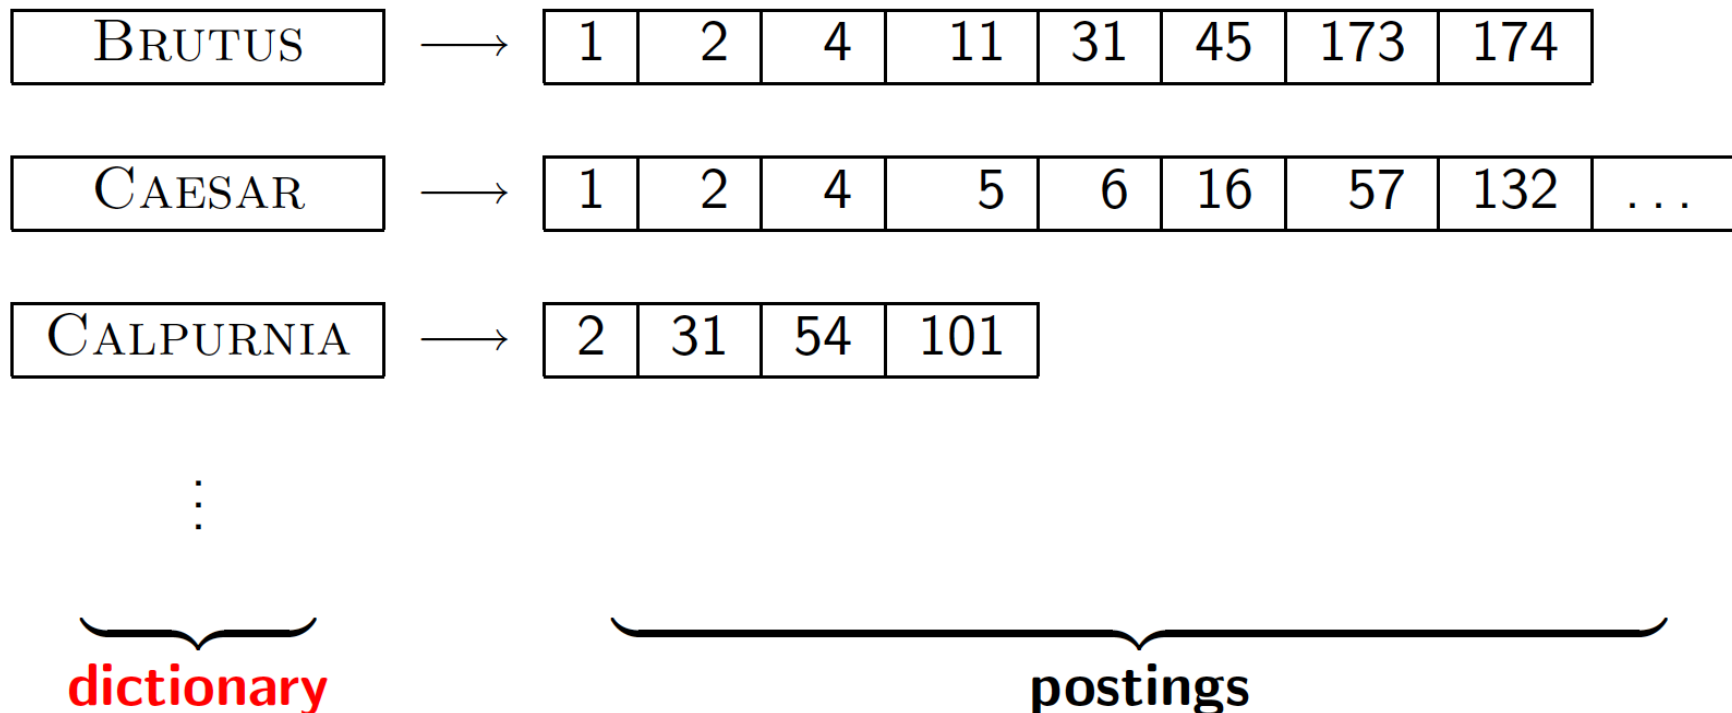 BRUTUS → 1 2 4 11 31 45 173 174
CAESAR → 1 2 4 5 6 16 57 132 ...
CALPURNIA → 2 31 54 101
⋮
dictionary postings